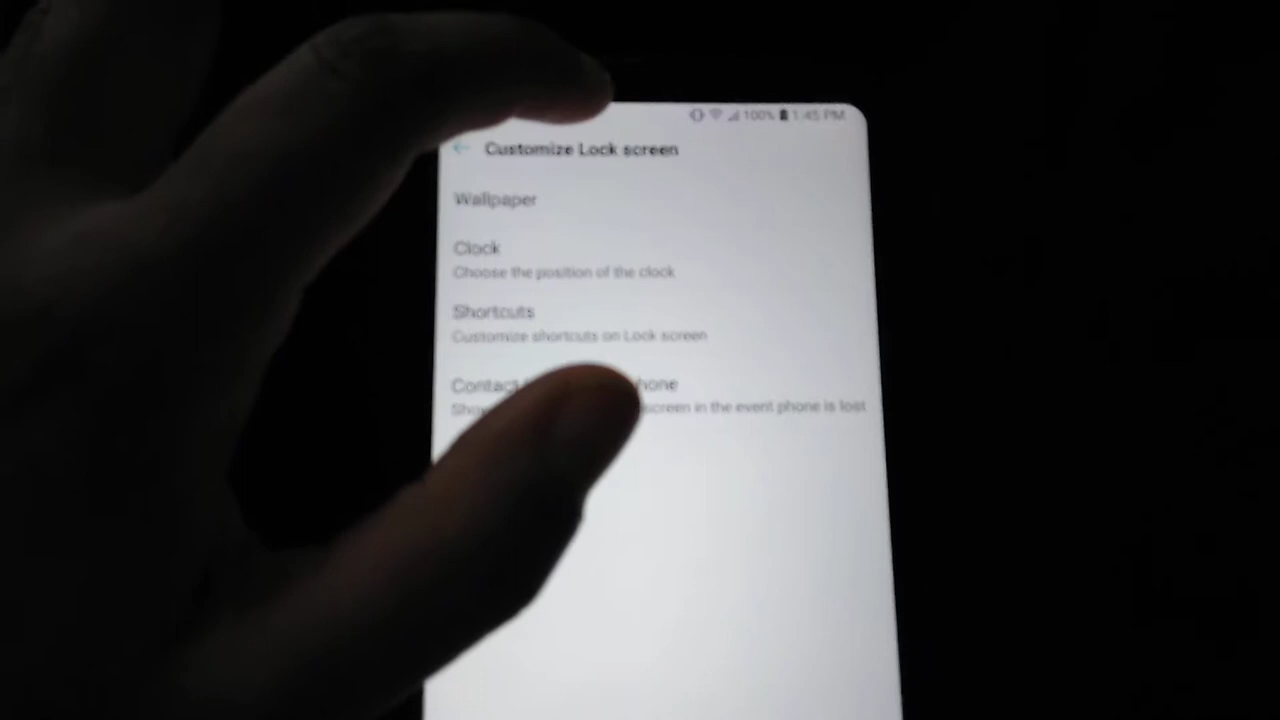 100% 1:45 PM
Customize Lock screen
Wallpaper
Clock
Choose the position of the clock
Shortcuts
Customize shortcuts on Lock screen
Contact
screen in the event phone is lost